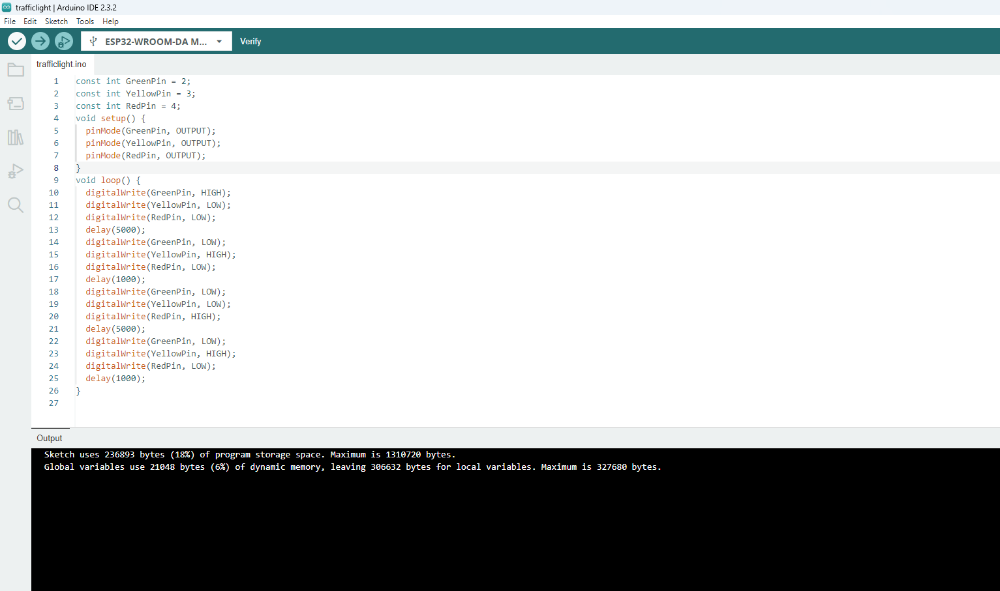 trafficlight | Arduino IDE 2.3.2
File Edit Sketch Tools Help
ESP32-WROOM-DA M... Verify
trafficlight.ino
1 const int GreenPin = 2;
2 const int YellowPin = 3;
3 const int RedPin = 4;
4 void setup() {
5   pinMode(GreenPin, OUTPUT);
6   pinMode(YellowPin, OUTPUT);
7   pinMode(RedPin, OUTPUT);
8 }
9 void loop() {
10   digitalWrite(GreenPin, HIGH);
11   digitalWrite(YellowPin, LOW);
12   digitalWrite(RedPin, LOW);
13   delay(5000);
14   digitalWrite(GreenPin, LOW);
15   digitalWrite(YellowPin, HIGH);
16   digitalWrite(RedPin, LOW);
17   delay(1000);
18   digitalWrite(GreenPin, LOW);
19   digitalWrite(YellowPin, LOW);
20   digitalWrite(RedPin, HIGH);
21   delay(5000);
22   digitalWrite(GreenPin, LOW);
23   digitalWrite(YellowPin, HIGH);
24   digitalWrite(RedPin, LOW);
25   delay(1000);
26 }
27
Output
Sketch uses 236893 bytes (18%) of program storage space. Maximum is 1310720 bytes.
Global variables use 21048 bytes (6%) of dynamic memory, leaving 306632 bytes for local variables. Maximum is 327680 bytes.